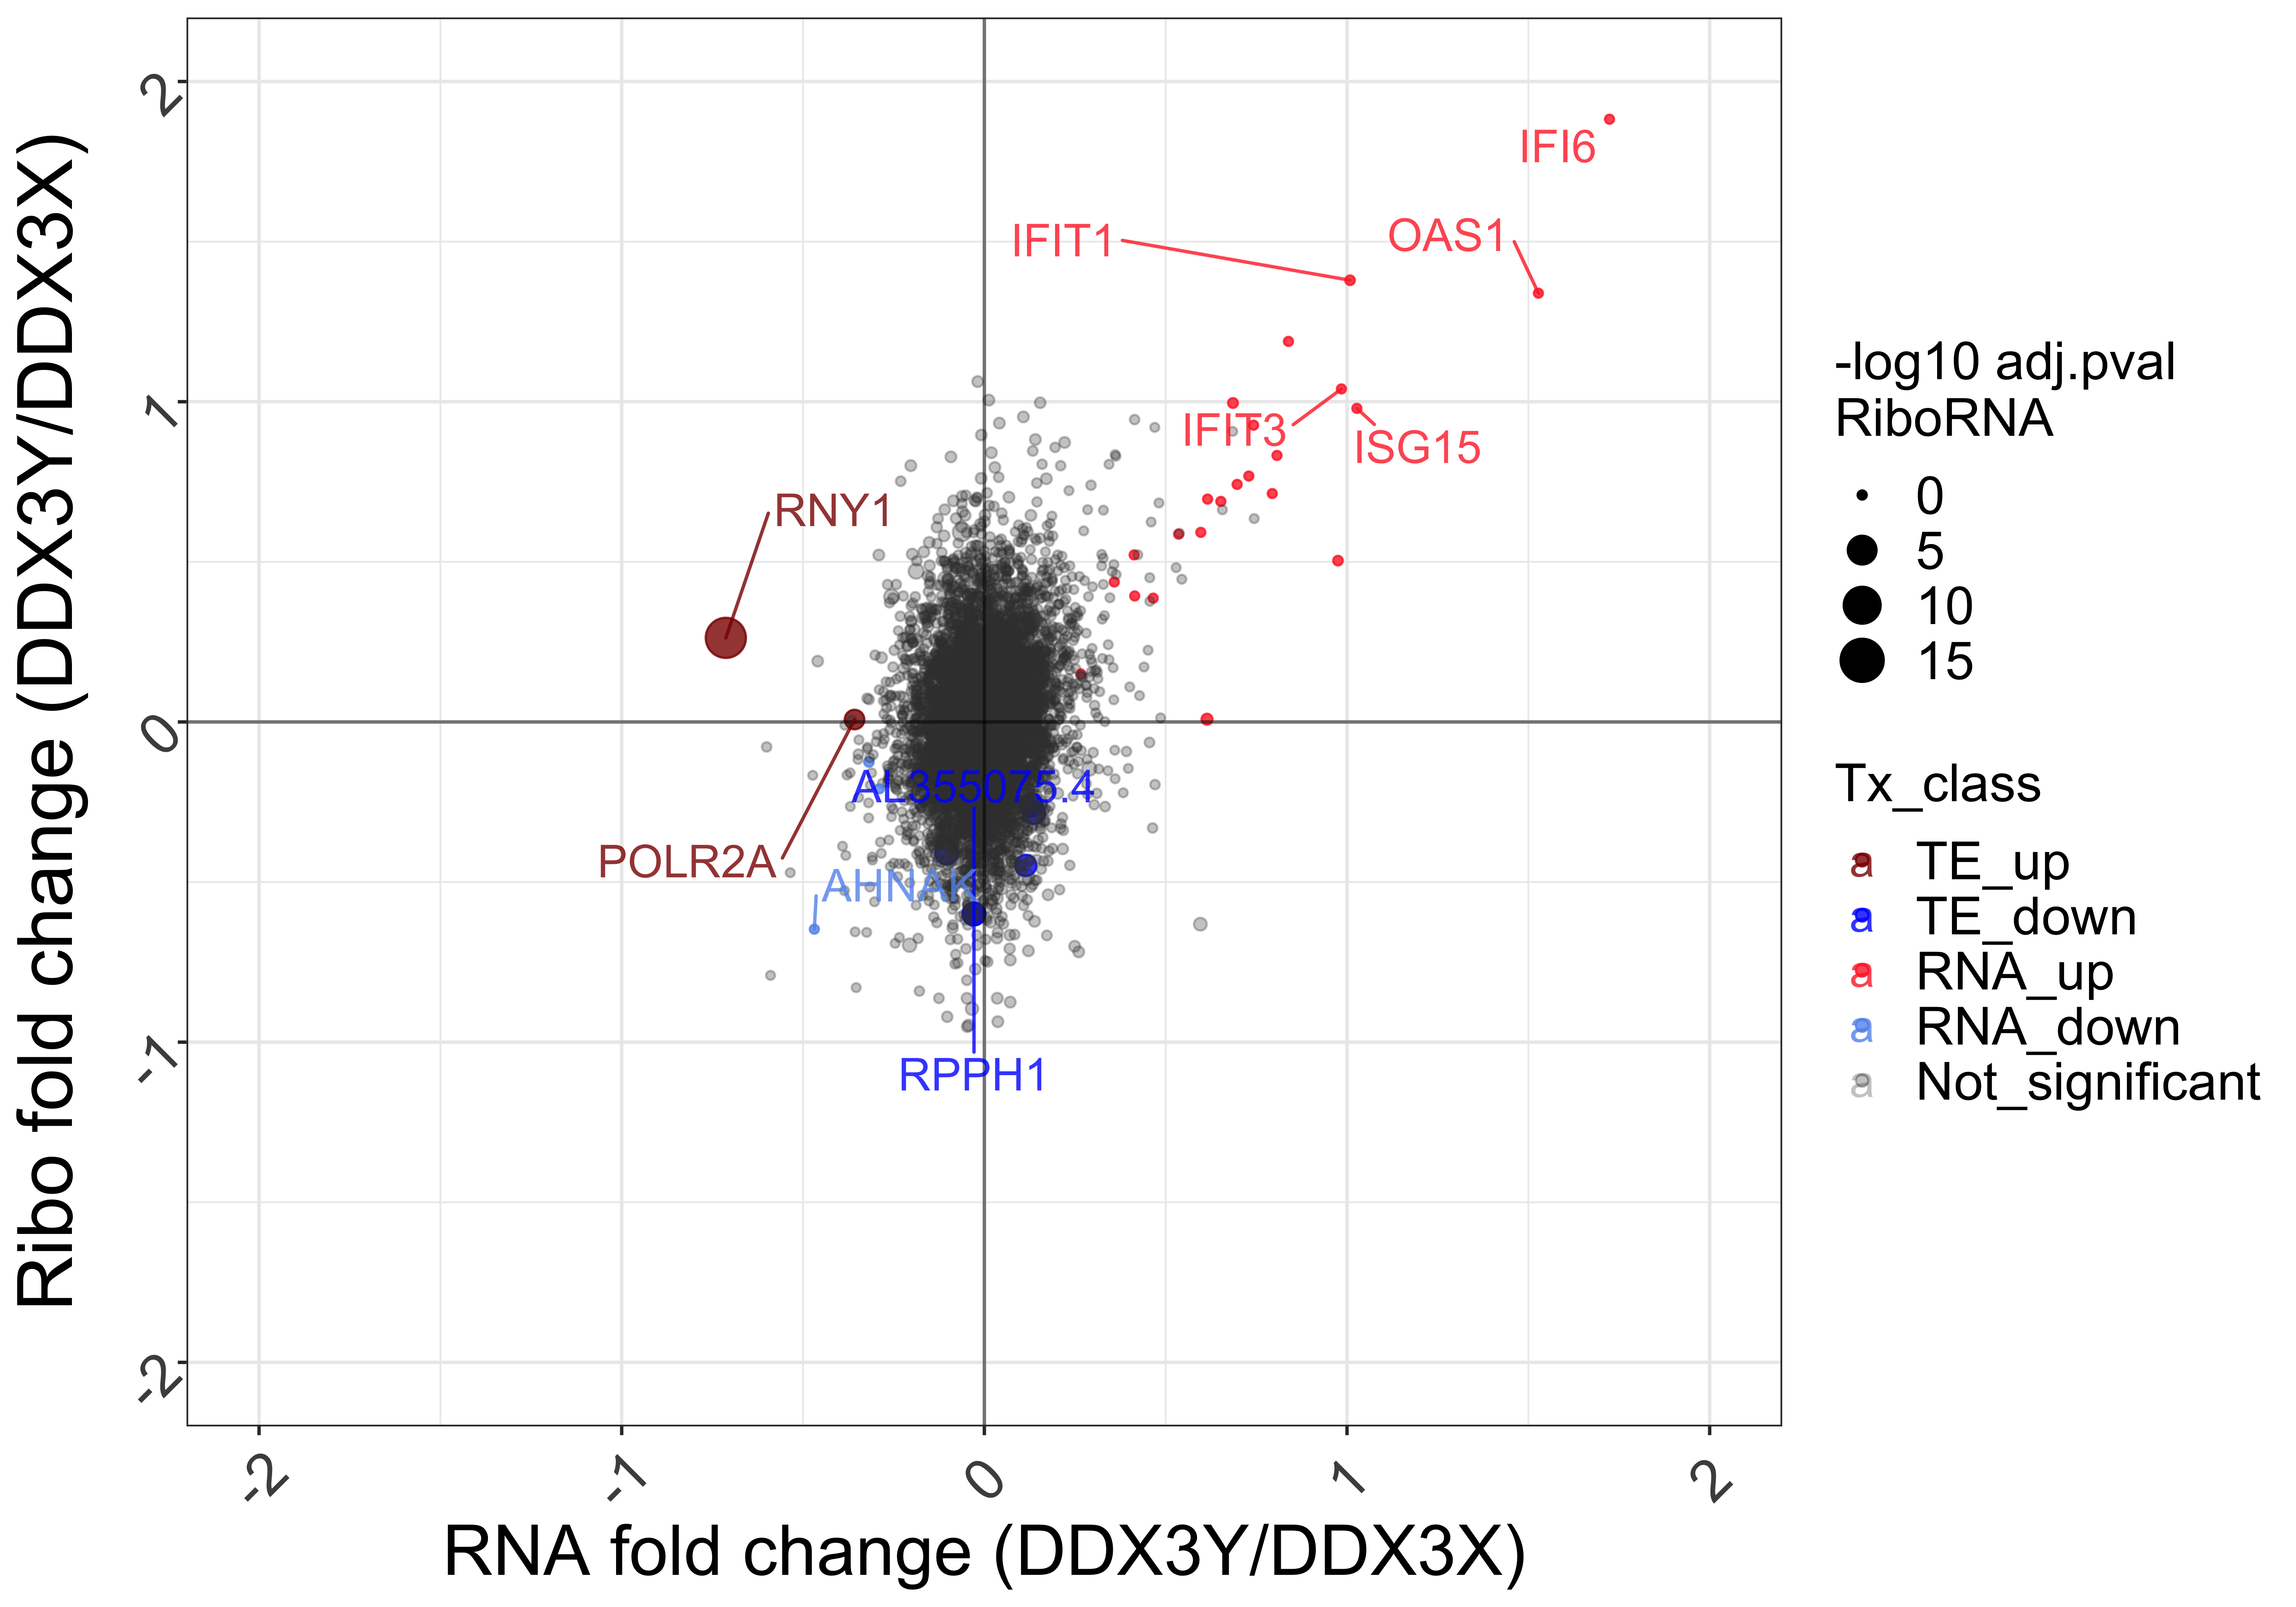 Ribo fold change (DDX3Y/DDX3X)
2
1
0
-1
-2
IFI6
IFIT1
OAS1
IFIT3
ISG15
RNY1
AL355075.4
POLR2A
AHNAK
RPPH1
-2
-1
0
1
2
RNA fold change (DDX3Y/DDX3X)
-log10 adj.pval
RiboRNA
0
5
10
15
Tx_class
a TE_up
a TE_down
a RNA_up
a RNA_down
a Not_significant